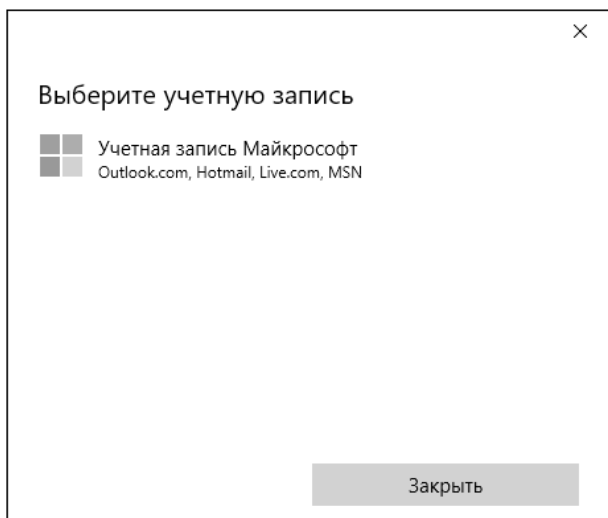 Выберите учетную запись
Учетная запись Майкрософт
Outlook.com, Hotmail, Live.com, MSN
Закрыть